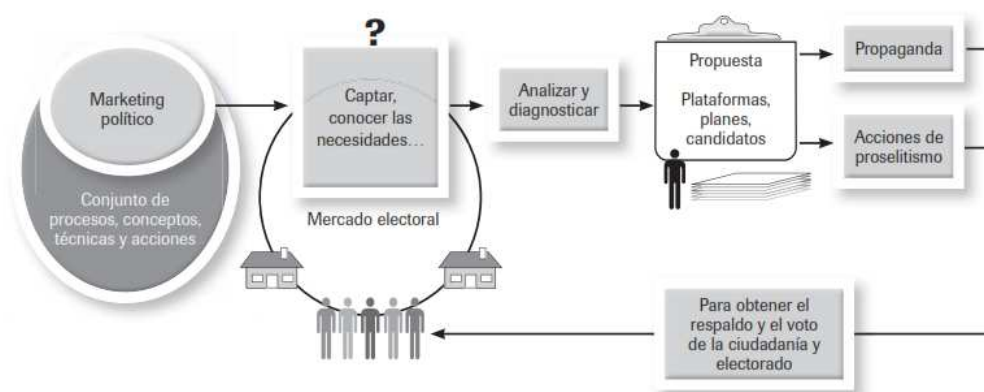 Marketing
político
Conjunto de
procesos, conceptos,
técnicas y acciones
?
Captar,
conocer las
necesidades...
Mercado electoral
Analizar y
diagnosticar
Propuesta
Plataformas,
planes,
candidatos
Propaganda
Acciones de
proselitismo
Para obtener el
respaldo y el voto
de la ciudadanía y
electorado